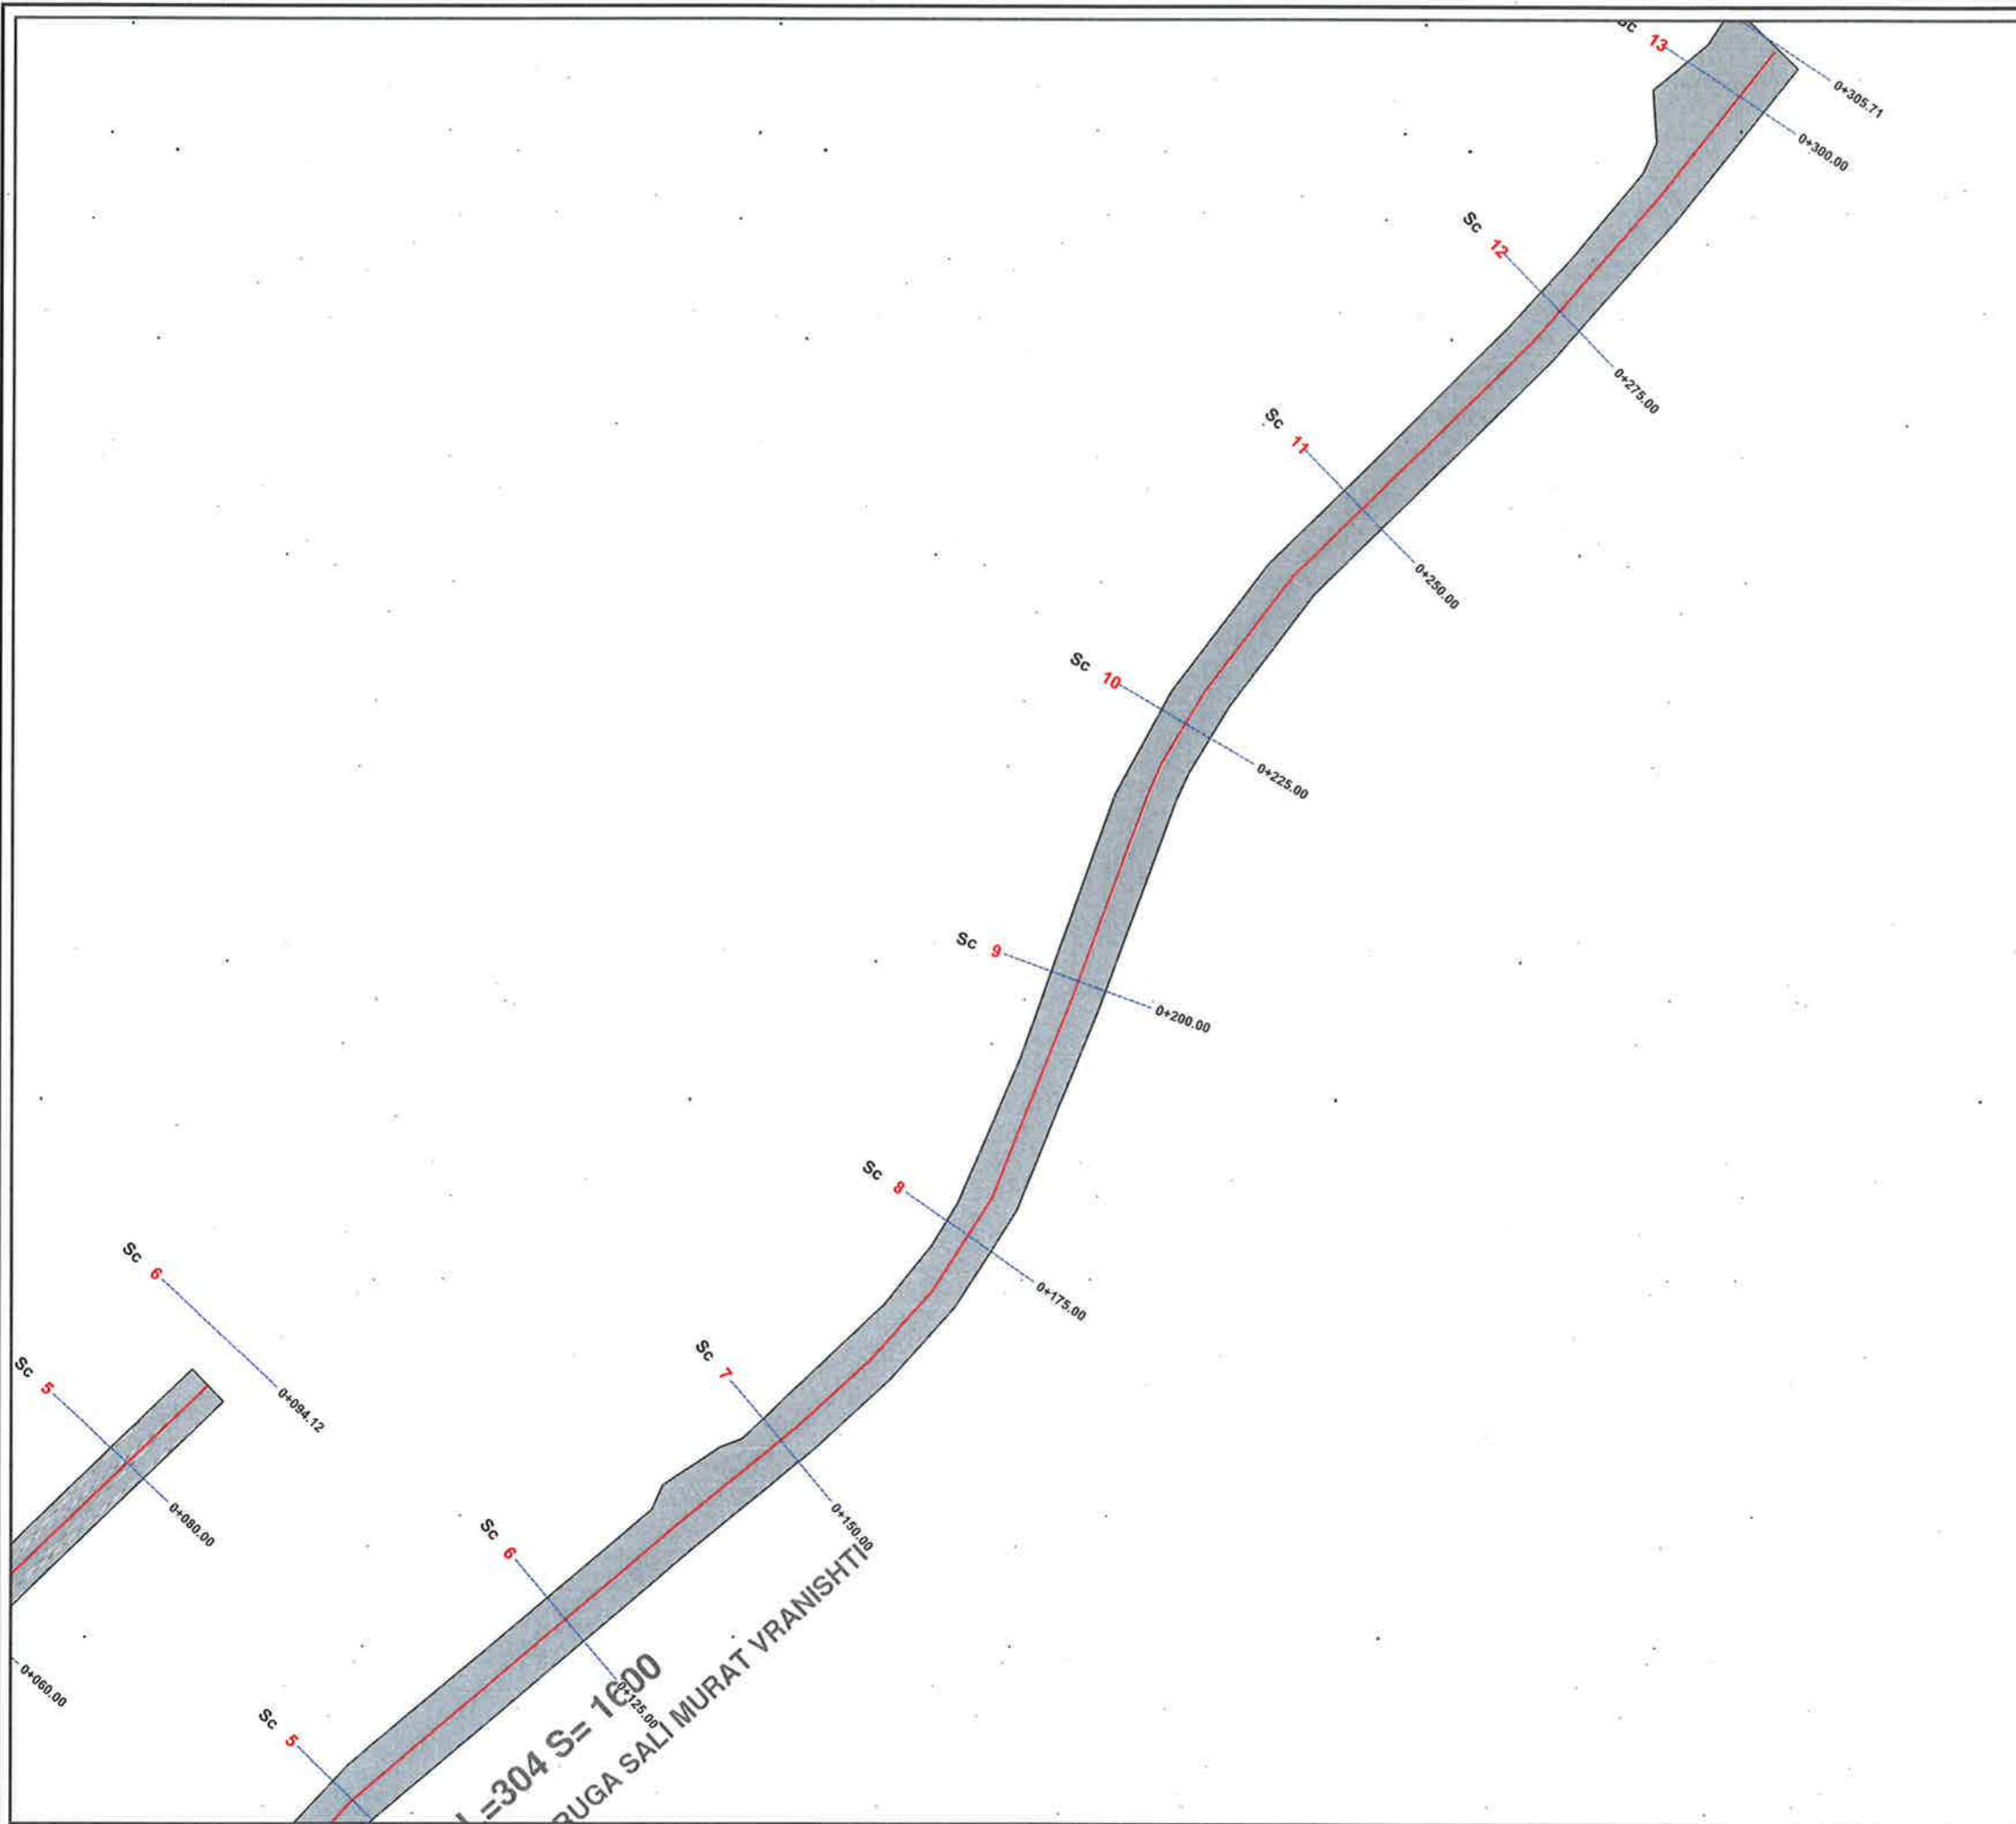 Sc 13
0+305.71
0+300.00
Sc 12
0+275.00
Sc 11
0+250.00
Sc 10
0+225.00
Sc 9
0+200.00
Sc 8
0+175.00
Sc 7
0+150.00
Sc 6
0+125.00
Sc 5
Sc 6
0+094.12
Sc 5
0+080.00
0+060.00
L=304 S= 1600
RUGA SALI MURAT VRANISHTI